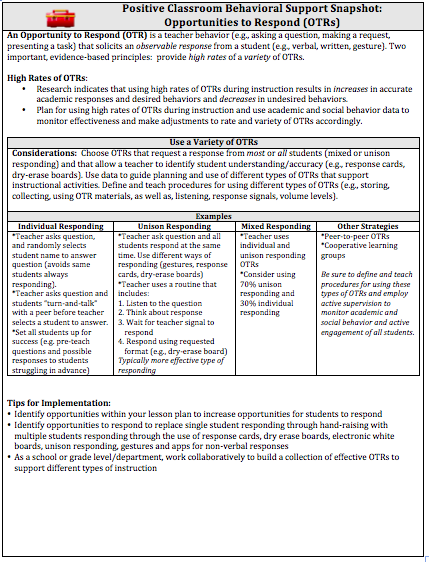 Positive Classroom Behavioral Support Snapshot:
Opportunities to Respond (OTRs)
An Opportunity to Respond (OTR) is a teacher behavior (e.g., asking a question, making a request,
presenting a task) that solicits an observable response from a student (e.g., verbal, written, gesture). Two
important, evidence-based principles: provide high rates of a variety of OTRs.
High Rates of OTRs:
• Research indicates that using high rates of OTRs during instruction results in increases in accurate
academic responses and desired behaviors and decreases in undesired behaviors.
• Plan for using high rates of OTRs during instruction and use academic and social behavior data to
monitor effectiveness and make adjustments to rate and variety of OTRs accordingly.
Use a Variety of OTRs
Considerations: Choose OTRs that request a response from most or all students (mixed or unison
responding) and that allow a teacher to identify student understanding/accuracy (e.g., response cards,
dry-erase boards). Use data to guide planning and use of different types of OTRs that support
instructional activities. Define and teach procedures for using different types of OTRs (e.g., storing,
collecting, using OTR materials, as well as, listening, response signals, volume levels).
Examples
Individual Responding
*Teacher asks question,
and randomly selects
student name to answer
question (avoids same
students always
responding).
*Teacher asks question and
students "turn-and-talk"
with a peer before teacher
selects a student to answer.
*Set all students up for
success (e.g. pre-teach
questions and possible
responses to students
struggling in advance)
Unison Responding
*Teacher ask question and all
students respond at the same
time. Use different ways of
responding (gestures, response
cards, dry-erase boards)
*Teacher uses a routine that
includes:
1. Listen to the question
2. Think about response
3. Wait for teacher signal to
respond
4. Respond using requested
format (e.g., dry-erase board)
Typically more effective type of
responding
Mixed Responding
*Teacher uses
individual and
unison responding
OTRs
*Consider using
70% unison
responding and
30% individual
responding
Other Strategies
*Peer-to-peer OTRs
*Cooperative learning
groups
Be sure to define and teach
procedures for using these
types of OTRs and employ
active supervision to
monitor academic and
social behavior and active
engagement of all students.
Tips for Implementation:
• Identify opportunities within your lesson plan to increase opportunities for students to respond
• Identify opportunities to respond to replace single student responding through hand-raising with
multiple students responding through the use of response cards, dry erase boards, electronic white
boards, unison responding, gestures and apps for non-verbal responses
• As a school or grade level/department, work collaboratively to build a collection of effective OTRs to
support different types of instruction